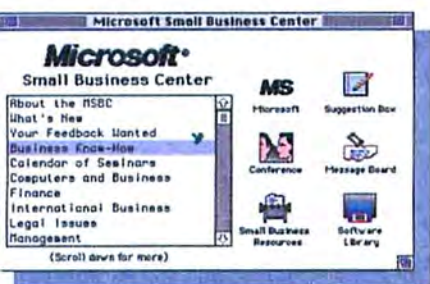 Microsoft Small Business Center
Microsoft
Small Business Center
About the MSBC
What's New
Your Feedback Wanted
Business Know-How
Calendar of Seminars
Computers and Business
Finance
International Business
Legal Issues
Management
(Scroll down for more)
MS
Microsoft
Suggestion Box
Conference
Message Board
Small Business
Resources
Software
Library